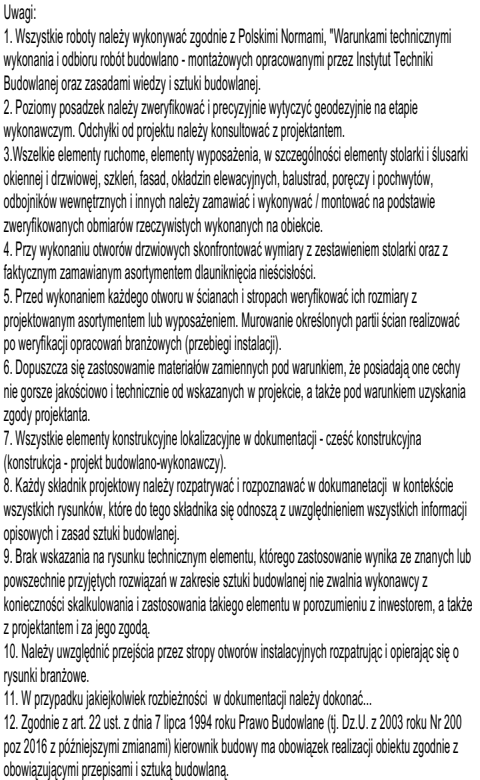 Uwagi:
1. Wszystkie roboty należy wykonywać zgodnie z Polskimi Normami, "Warunkami technicznymi
wykonania i odbioru robót budowlano - montażowych opracowanymi przez Instytut Techniki
Budowlanej oraz zasadami wiedzy i sztuki budowlanej.
2. Poziomy posadzek należy zweryfikować i precyzyjnie wytyczyć geodezyjnie na etapie
wykonawczym. Odchyłki od projektu należy konsultować z projektantem.
3.Wszelkie elementy ruchome, elementy wyposażenia, w szczególności elementy stolarki i ślusarki
okiennej i drzwiowej, szkleń, fasad, okładzin elewacyjnych, balustrad, poręczy i pochwytów,
odbojników wewnętrznych i innych należy zamawiać i wykonywać / montować na podstawie
zweryfikowanych obmiarów rzeczywistych wykonanych na obiekcie.
4. Przy wykonaniu otworów drzwiowych skonfrontować wymiary z zestawieniem stolarki oraz z
faktycznym zamawianym asortymentem dlauniknięcia nieścisłości.
5. Przed wykonaniem każdego otworu w ścianach i stropach weryfikować ich rozmiary z
projektowanym asortymentem lub wyposażeniem. Murowanie określonych partii ścian realizować
po weryfikacji opracowań branżowych (przebiegi instalacji).
6. Dopuszcza się zastosowanie materiałów zamiennych pod warunkiem, że posiadają one cechy
nie gorsze jakościowo i technicznie od wskazanych w projekcie, a także pod warunkiem uzyskania
zgody projektanta.
7. Wszystkie elementy konstrukcyjne lokalizacyjne w dokumentacji - cześć konstrukcyjna
(konstrukcja - projekt budowlano-wykonawczy).
8. Każdy składnik projektowy należy rozpatrywać i rozpoznawać w dokumanetacji w kontekście
wszystkich rysunków, które do tego składnika się odnoszą z uwzględnieniem wszystkich informacji
opisowych i zasad sztuki budowlanej.
9. Brak wskazania na rysunku technicznym elementu, którego zastosowanie wynika ze znanych lub
powszechnie przyjętych rozwiązań w zakresie sztuki budowlanej nie zwalnia wykonawcy z
konieczności skalkulowania i zastosowania takiego elementu w porozumieniu z inwestorem, a także
z projektantem i za jego zgodą.
10. Należy uwzględnić przejścia przez stropy otworów instalacyjnych rozpatrując i opierając się o
rysunki branżowe.
11. W przypadku jakiejkolwiek rozbieżności w dokumentacji należy dokonać...
12. Zgodnie z art. 22 ust. z dnia 7 lipca 1994 roku Prawo Budowlane (tj. Dz.U. z 2003 roku Nr 200
poz 2016 z późniejszymi zmianami) kierownik budowy ma obowiązek realizacji obiektu zgodnie z
obowiązującymi przepisami i sztuką budowlaną.